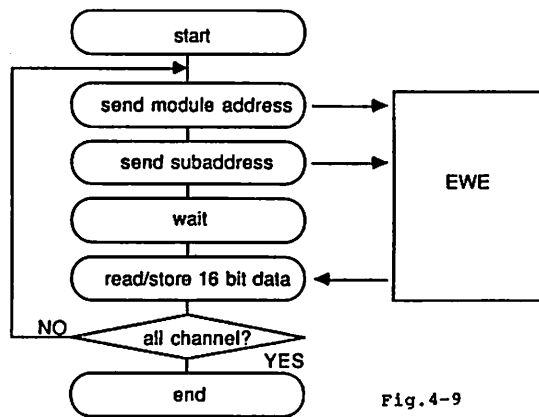 start
send module address
send subaddress
EWE
wait
read/store 16 bit data
NO
all channel?
YES
end
Fig.4-9